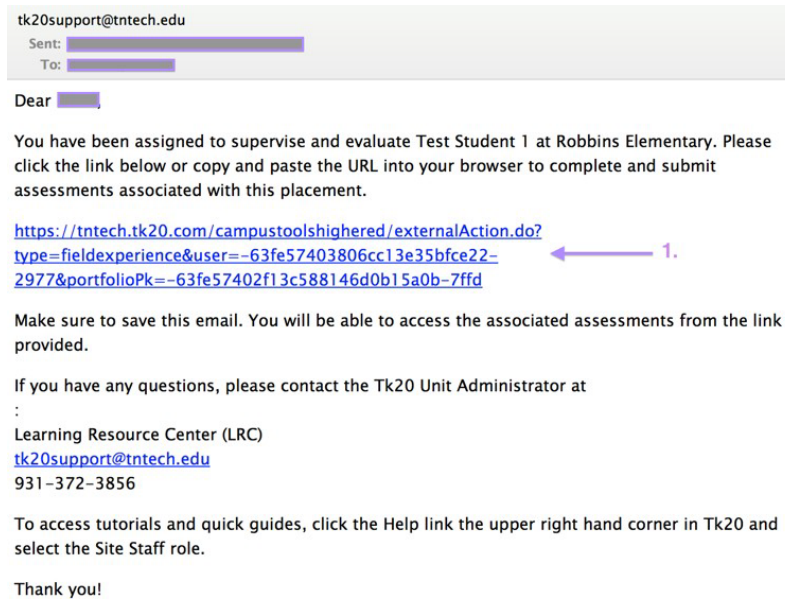 tk20support@tntech.edu
Sent:
To:
Dear ,
You have been assigned to supervise and evaluate Test Student 1 at Robbins Elementary. Please
click the link below or copy and paste the URL into your browser to complete and submit
assessments associated with this placement.
https://tntech.tk20.com/campustoolshighered/externalAction.do?
type=fieldexperience&user=-63fe57403806cc13e35bfce22-
2977&portfolioPk=-63fe57402f13c588146d0b15a0b-7ffd
1.
Make sure to save this email. You will be able to access the associated assessments from the link
provided.
If you have any questions, please contact the Tk20 Unit Administrator at
:
Learning Resource Center (LRC)
tk20support@tntech.edu
931-372-3856
To access tutorials and quick guides, click the Help link the upper right hand corner in Tk20 and
select the Site Staff role.
Thank you!